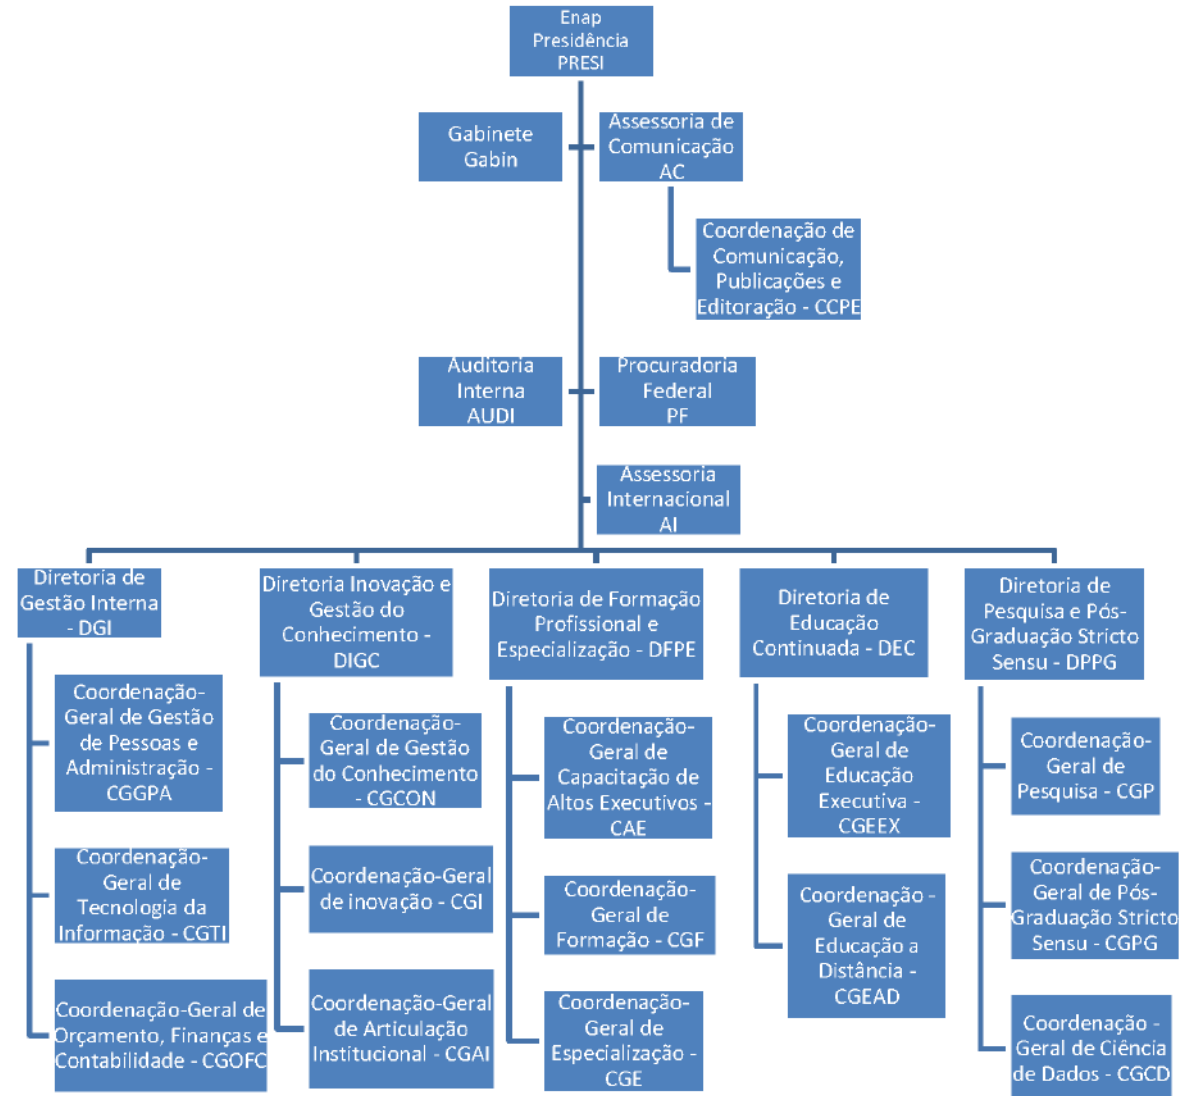 Enap
Presidência
PRESI
Gabinete
Gabin
Assessoria de
Comunicação
AC
Coordenação de
Comunicação,
Publicações e
Editoração - CCPE
Auditoria
Interna
AUDI
Procuradoria
Federal
PF
Assessoria
Internacional
AI
Diretoria de
Gestão Interna
- DGI
Coordenação-
Geral de Gestão
de Pessoas e
Administração -
CGGPA
Coordenação-
Geral de
Tecnologia da
Informação - CGTI
Coordenação-Geral de
Orçamento, Finanças e
Contabilidade - CGOFC
Diretoria Inovação e
Gestão do
Conhecimento -
DIGC
Coordenação-
Geral de Gestão
do Conhecimento
- CGCON
Coordenação-Geral
de inovação - CGI
Coordenação-Geral
de Articulação
Institucional - CGAI
Diretoria de Formação
Profissional e
Especialização - DFPE
Coordenação-
Geral de
Capacitação de
Altos Executivos -
CAE
Coordenação-
Geral de
Formação - CGF
Coordenação-
Geral de
Especialização -
CGE
Diretoria de
Educação
Continuada - DEC
Coordenação-
Geral de
Educação
Executiva -
CGEEX
Coordenação -
Geral de
Educação a
Distância -
CGEAD
Diretoria de
Pesquisa e Pós-
Graduação Stricto
Sensu - DPPG
Coordenação-
Geral de
Pesquisa - CGP
Coordenação-
Geral de Pós-
Graduação Stricto
Sensu - CGPG
Coordenação -
Geral de Ciência
de Dados - CGCD